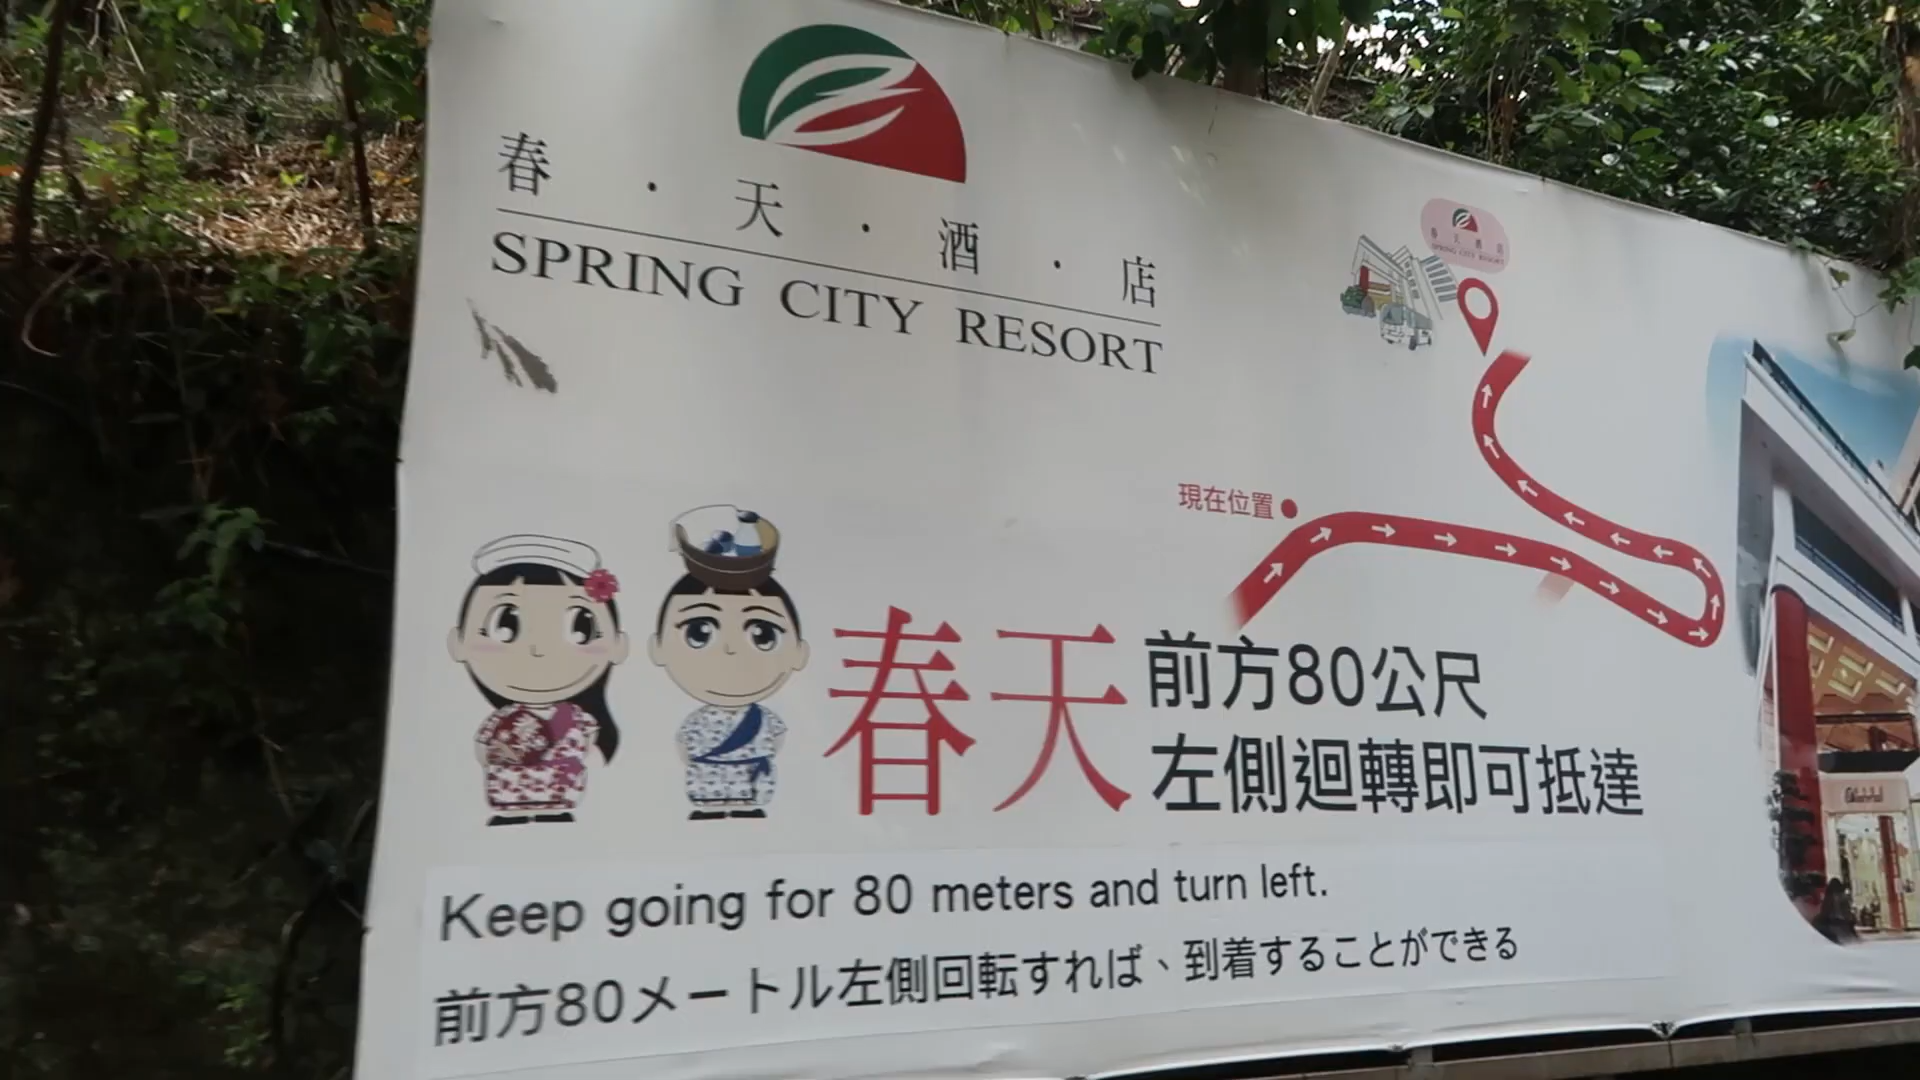 春・天・酒・店
SPRING CITY RESORT
春天酒店
SPRING CITY RESORT
現在位置
春天
前方80公尺
左側迴轉即可抵達
Keep going for 80 meters and turn left.
前方80メートル左側回転すれば、到着することができる